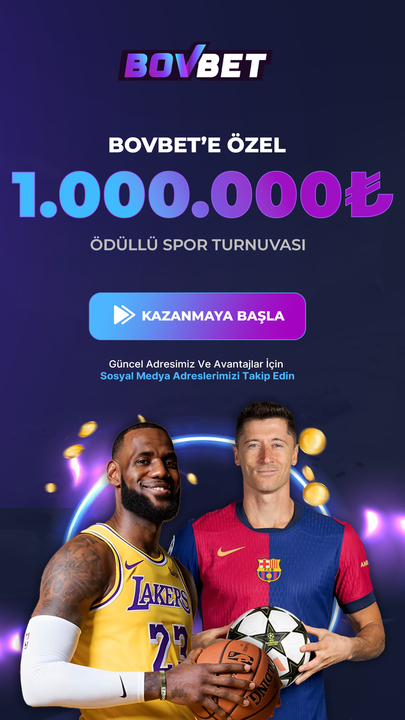 BOVBET
BOVBET'E ÖZEL
1.000.000₺
ÖDÜLLÜ SPOR TURNUVASI
KAZANMAYA BAŞLA
Güncel Adresimiz Ve Avantajlar İçin
Sosyal Medya Adreslerimizi Takip Edin
LAKERS
23
FCB